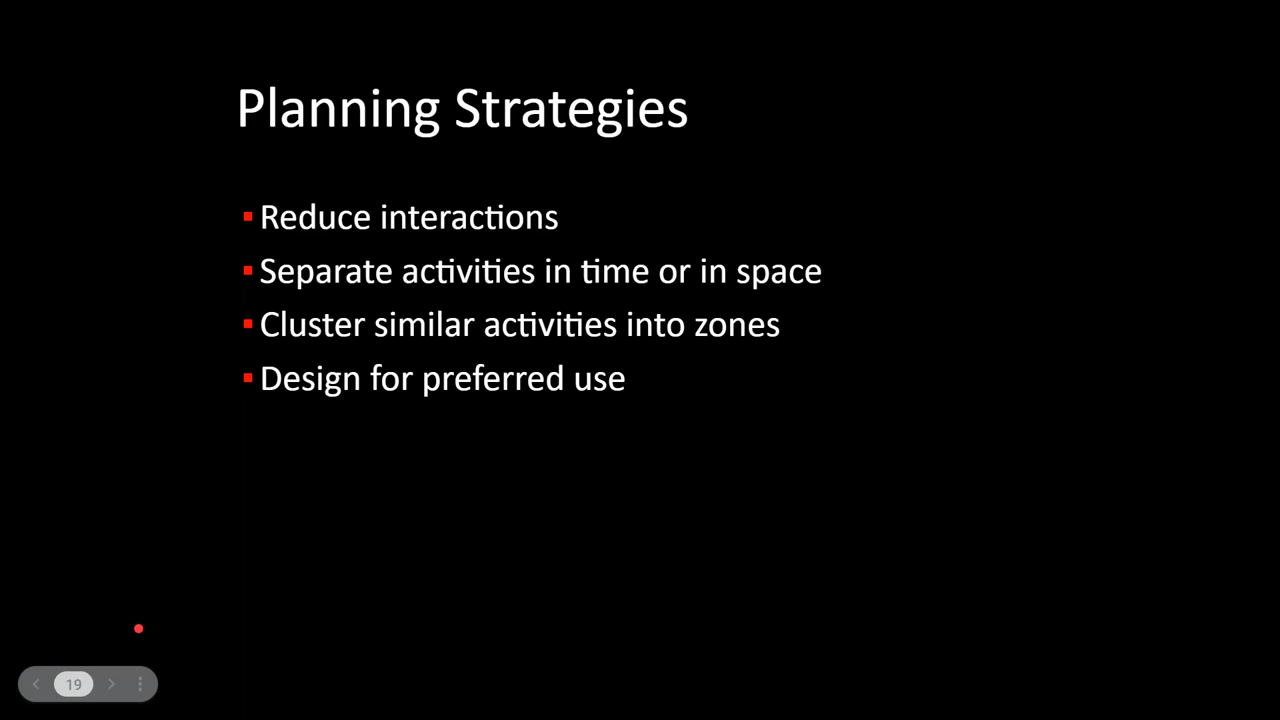 Planning Strategies
Reduce interactions
Separate activities in time or in space
Cluster similar activities into zones
Design for preferred use
19